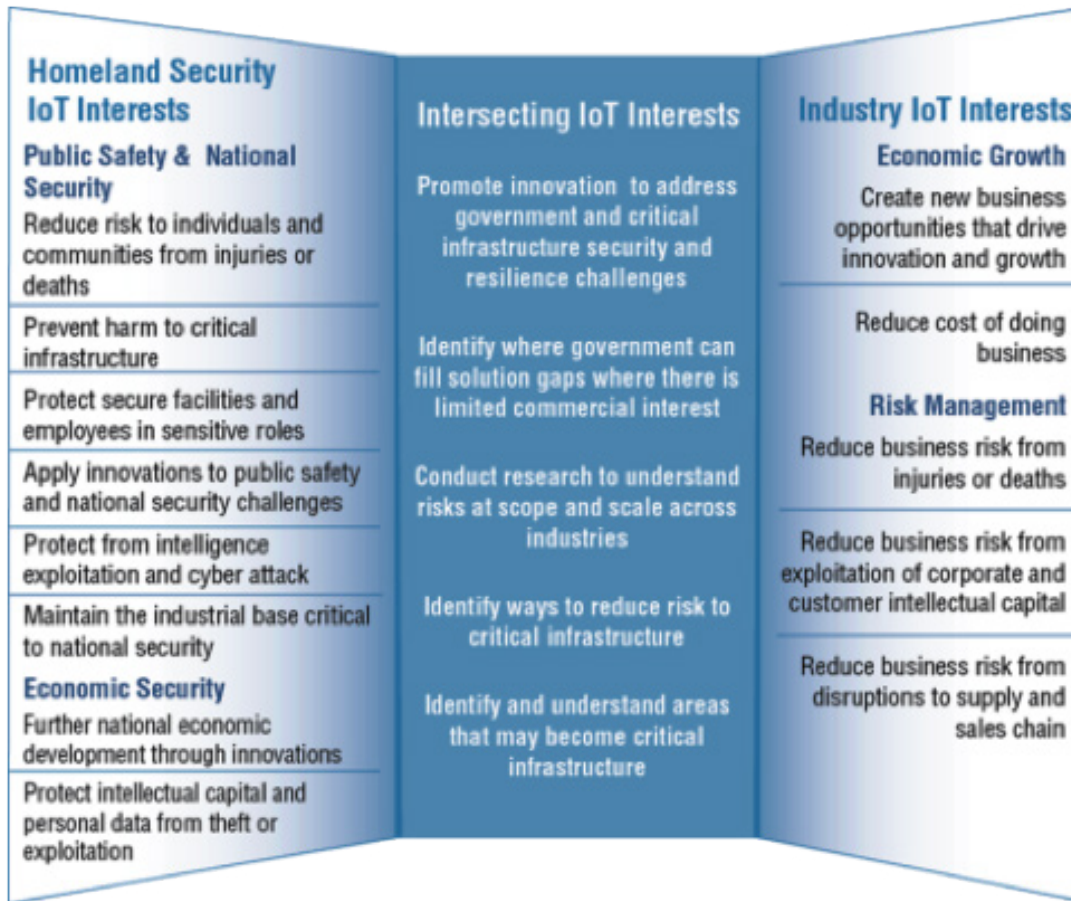 Homeland Security
IoT Interests
Public Safety & National
Security
Reduce risk to individuals and
communities from injuries or
deaths
Prevent harm to critical
infrastructure
Protect secure facilities and
employees in sensitive roles
Apply innovations to public safety
and national security challenges
Protect from intelligence
exploitation and cyber attack
Maintain the industrial base critical
to national security
Economic Security
Further national economic
development through innovations
Protect intellectual capital and
personal data from theft or
exploitation
Intersecting IoT Interests
Promote innovation to address
government and critical
infrastructure security and
resilience challenges
Identify where government can
fill solution gaps where there is
limited commercial interest
Conduct research to understand
risks at scope and scale across
industries
Identify ways to reduce risk to
critical infrastructure
Identify and understand areas
that may become critical
infrastructure
Industry IoT Interests
Economic Growth
Create new business
opportunities that drive
innovation and growth
Reduce cost of doing
business
Risk Management
Reduce business risk from
injuries or deaths
Reduce business risk from
exploitation of corporate and
customer intellectual capital
Reduce business risk from
disruptions to supply and
sales chain